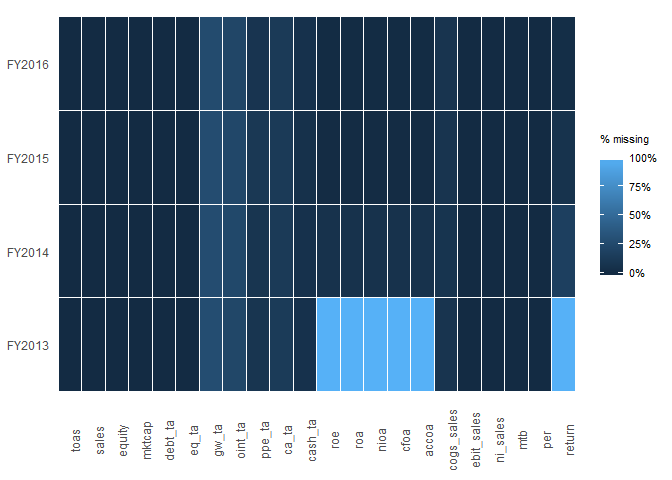 FY2016
FY2015
FY2014
FY2013
% missing
100%
75%
50%
25%
0%
toas
sales
equity
mktcap
debt_ta
eq_ta
gw_ta
oint_ta
ppe_ta
ca_ta
cash_ta
roe
roa
nioa
cfoa
accoa
cogs_sales
ebit_sales
ni_sales
mtb
per
return